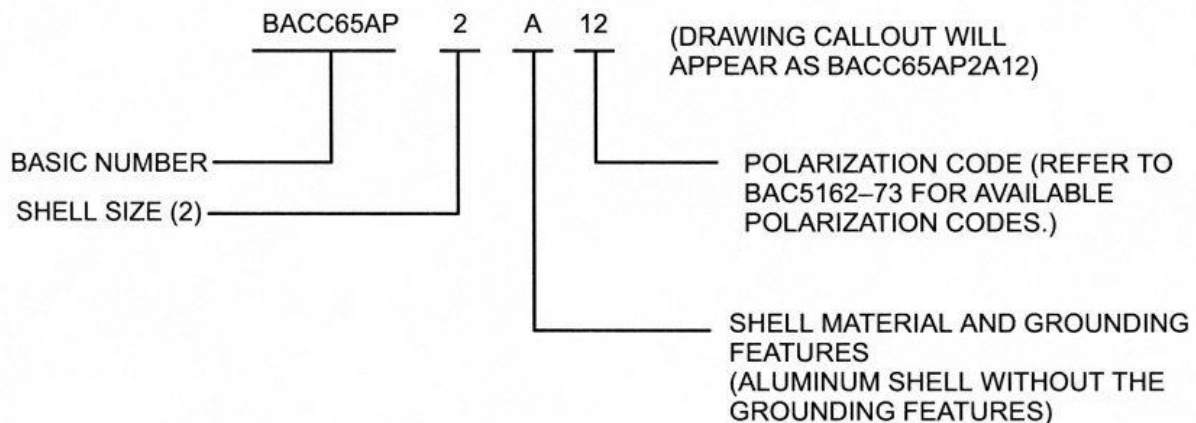 BACC65AP 2 A 12
(DRAWING CALLOUT WILL
APPEAR AS BACC65AP2A12)
BASIC NUMBER
SHELL SIZE (2)
POLARIZATION CODE (REFER TO
BAC5162–73 FOR AVAILABLE
POLARIZATION CODES.)
SHELL MATERIAL AND GROUNDING
FEATURES
(ALUMINUM SHELL WITHOUT THE
GROUNDING FEATURES)